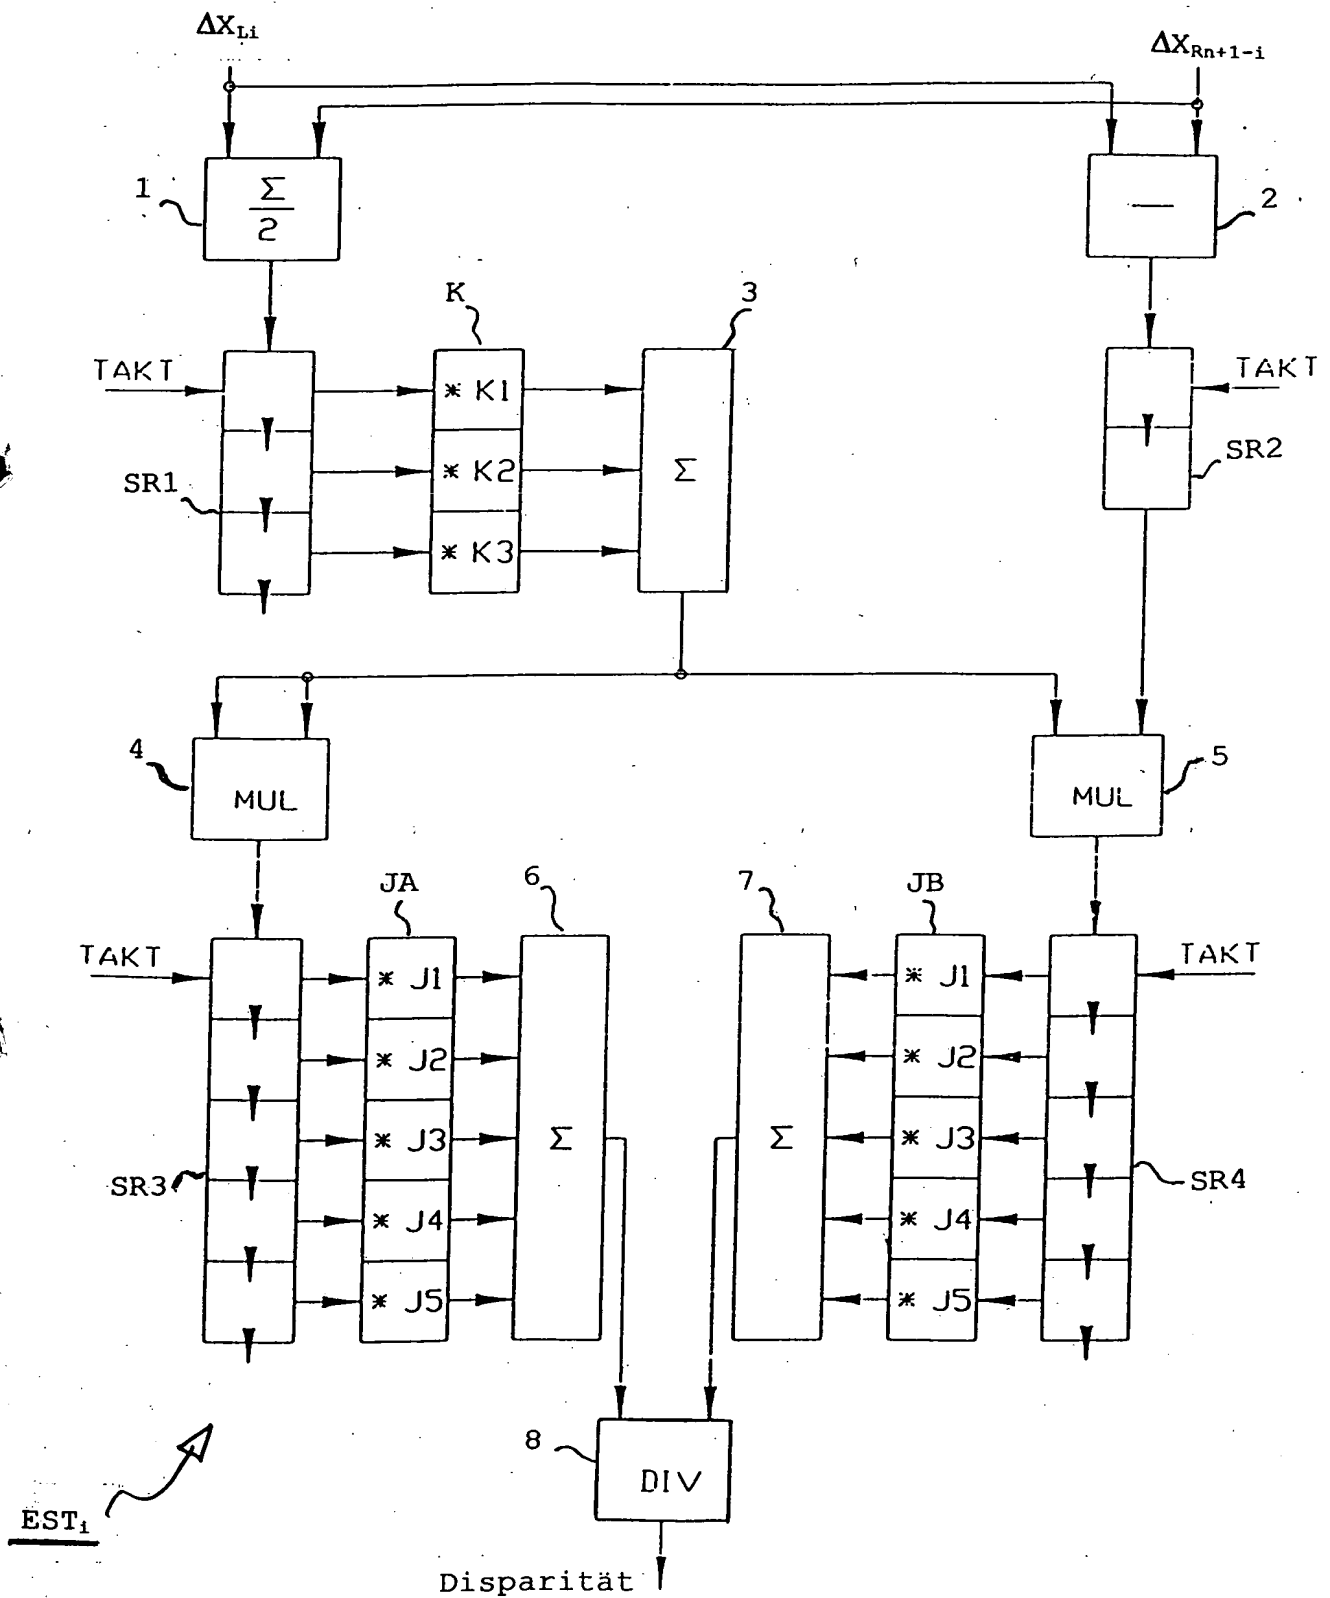 ΔX_Li ΔX_Rn+1-i
1 Σ/2 — 2
K 3
TAKT * K1 TAKT
SR1 * K2 Σ SR2
* K3
4 MUL MUL 5
JA 6 7 JB
TAKT * J1 * J1 TAKT
* J2 * J2
* J3 Σ Σ * J3
SR3 SR4
* J4 * J4
* J5 * J5
8 DIV
EST_i
Disparität